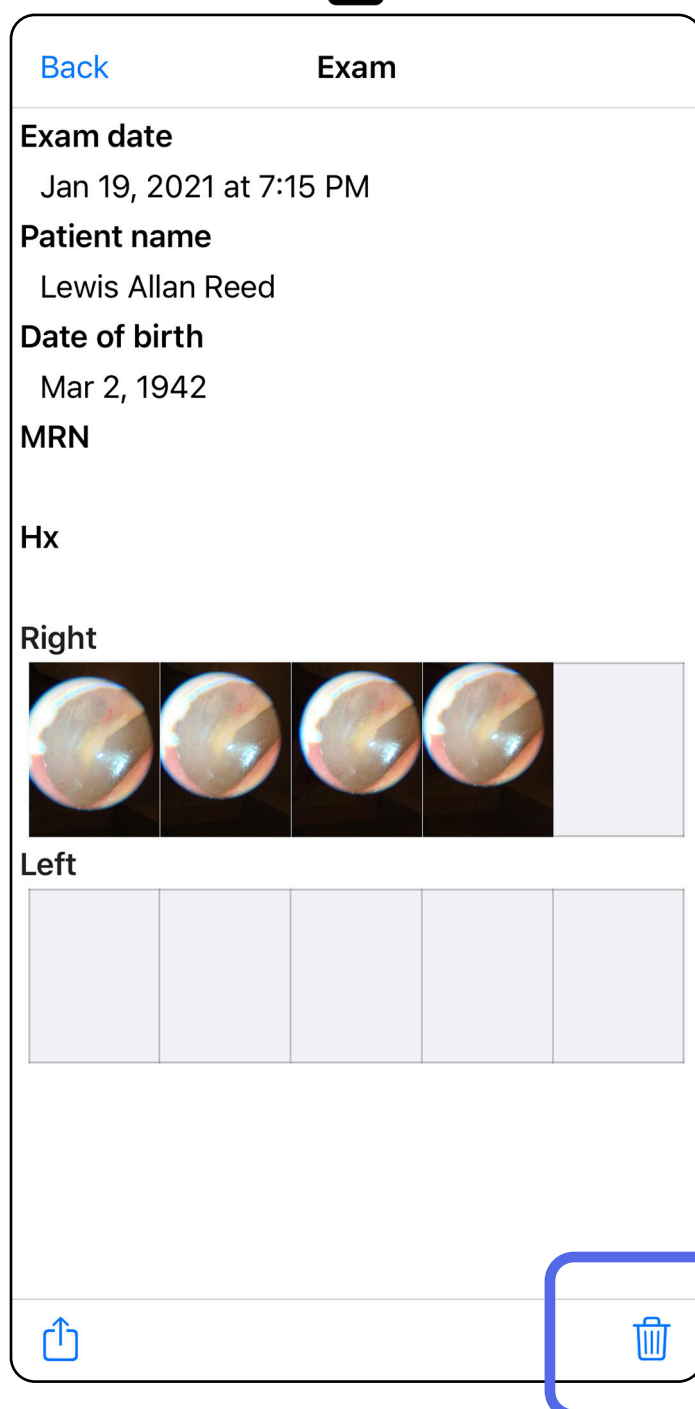 Back
Exam
Exam date
Jan 19, 2021 at 7:15 PM
Patient name
Lewis Allan Reed
Date of birth
Mar 2, 1942
MRN
Hx
Right
Left